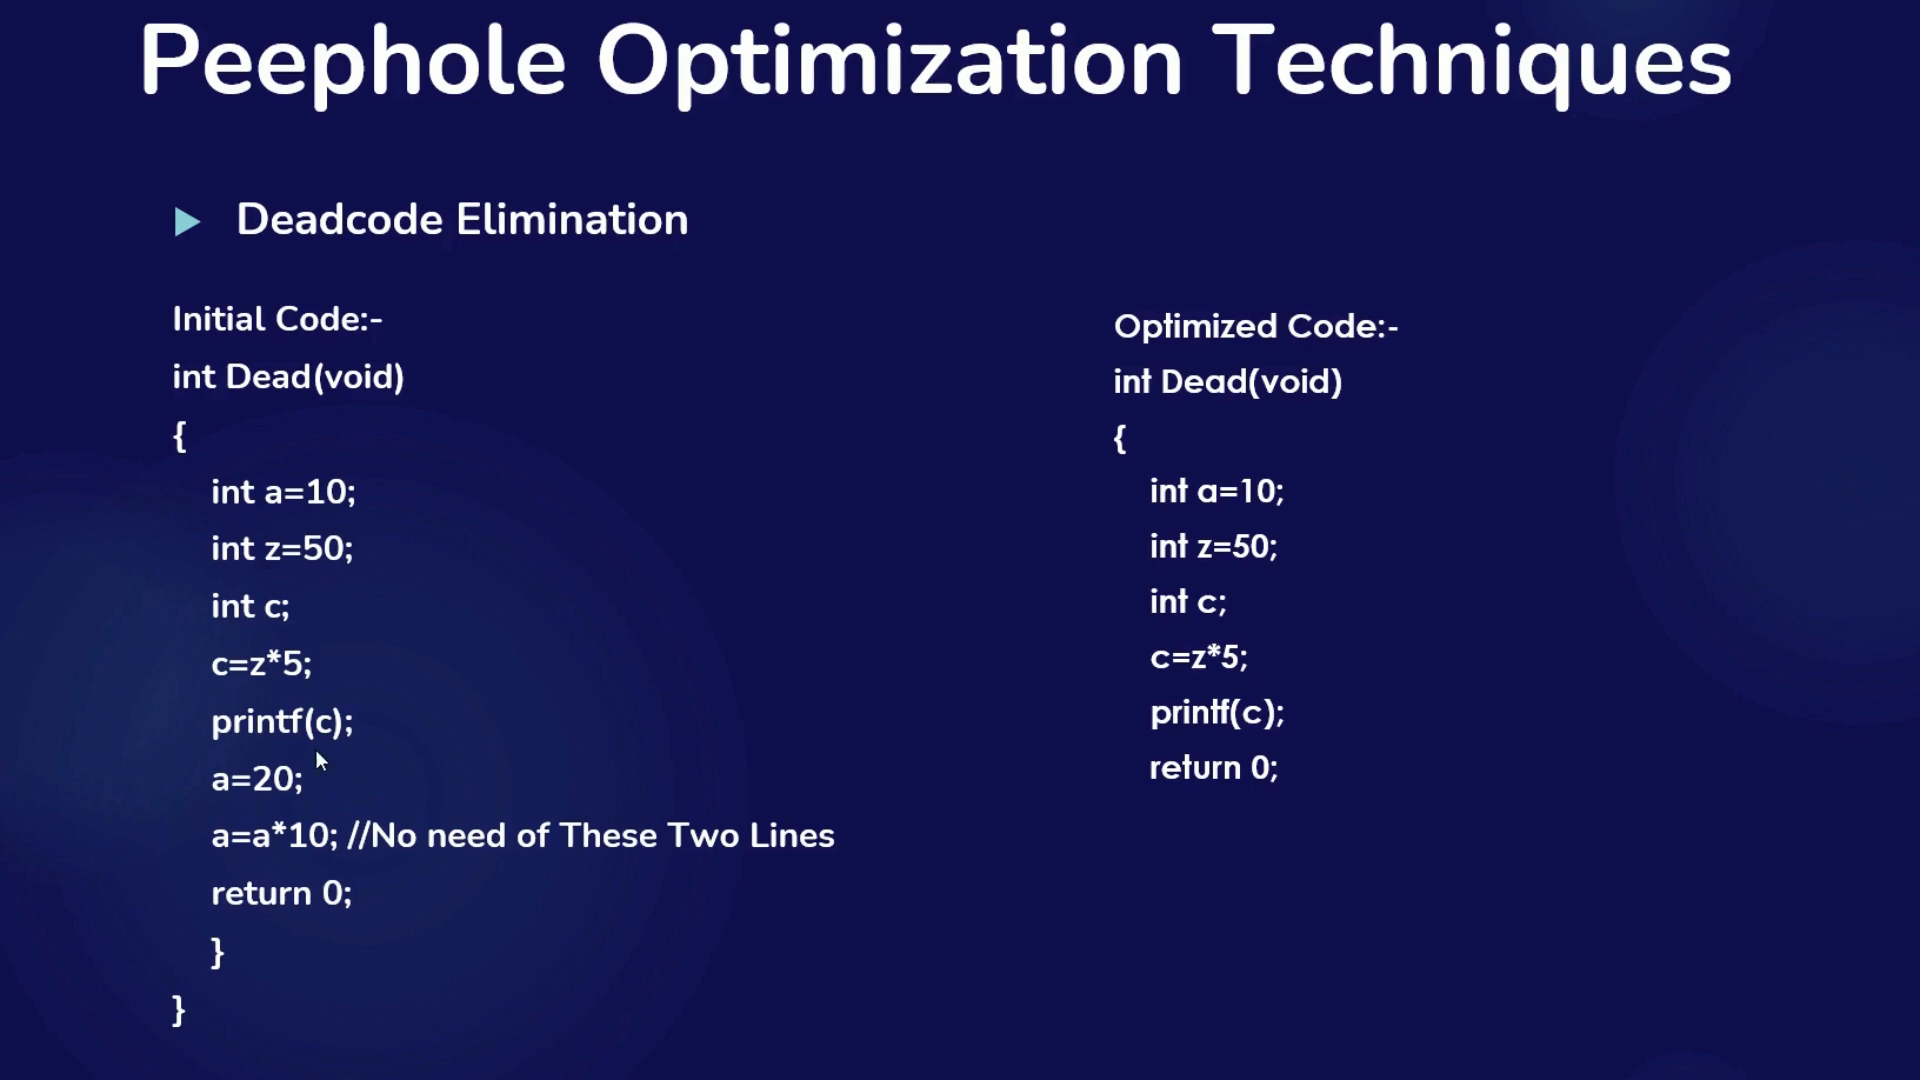 Peephole Optimization Techniques
Deadcode Elimination
Initial Code:-
int Dead(void)
{
int a=10;
int z=50;
int c;
c=z*5;
printf(c);
a=20;
a=a*10; //No need of These Two Lines
return 0;
}
}
Optimized Code:-
int Dead(void)
{
int a=10;
int z=50;
int c;
c=z*5;
printf(c);
return 0;